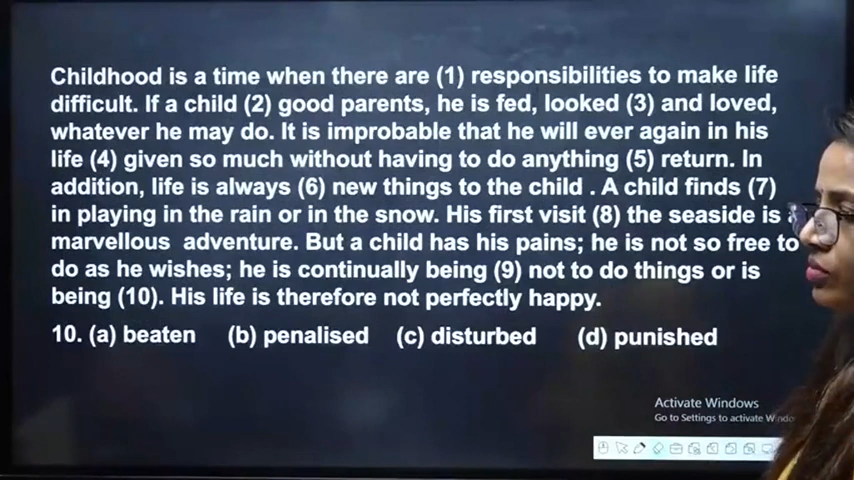 Childhood is a time when there are (1) responsibilities to make life
difficult. If a child (2) good parents, he is fed, looked (3) and loved,
whatever he may do. It is improbable that he will ever again in his
life (4) given so much without having to do anything (5) return. In
addition, life is always (6) new things to the child . A child finds (7)
in playing in the rain or in the snow. His first visit (8) the seaside is
marvellous adventure. But a child has his pains; he is not so free to
do as he wishes; he is continually being (9) not to do things or is
being (10). His life is therefore not perfectly happy.
10. (a) beaten (b) penalised (c) disturbed (d) punished
Activate Windows
Go to Settings to activate